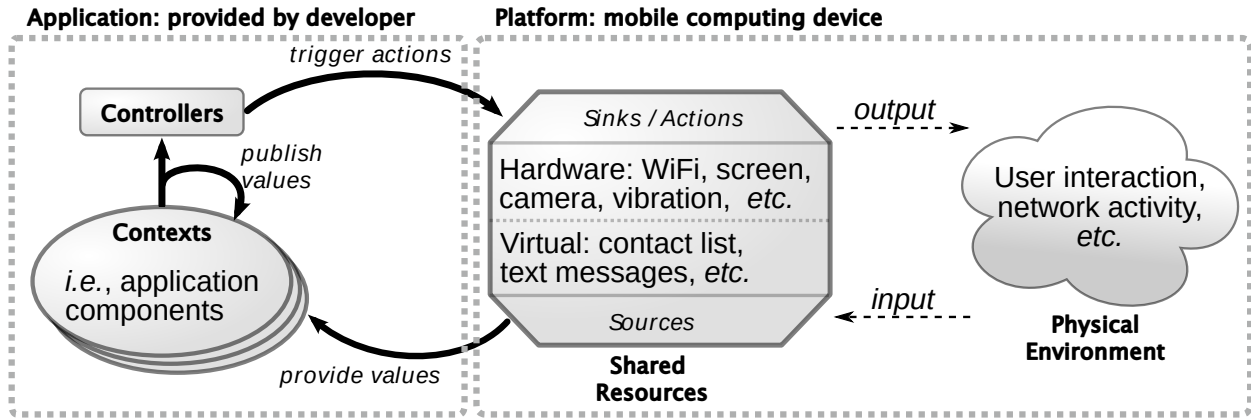 Application: provided by developer
Platform: mobile computing device
trigger actions
Controllers
publish
values
Contexts
i.e., application
components
provide values
Sinks / Actions
Hardware: WiFi, screen,
camera, vibration, etc.
Virtual: contact list,
text messages, etc.
Sources
Shared
Resources
output
input
User interaction,
network activity,
etc.
Physical
Environment